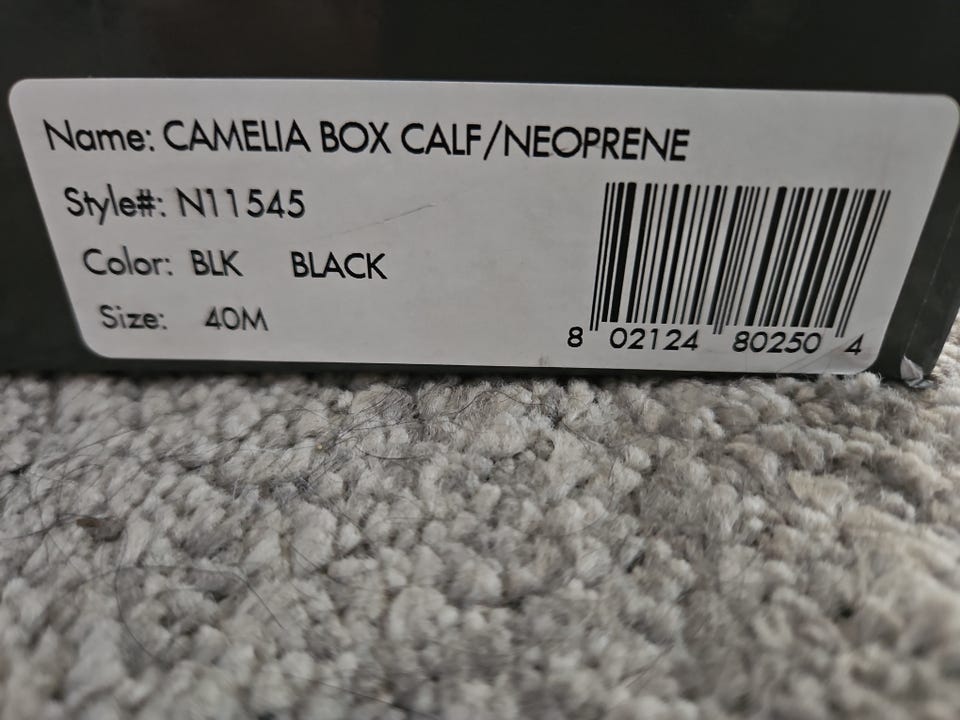 Name: CAMELIA BOX CALF/NEOPRENE
Style#: N11545
Color: BLK BLACK
Size: 40M
8 02124 80250 4